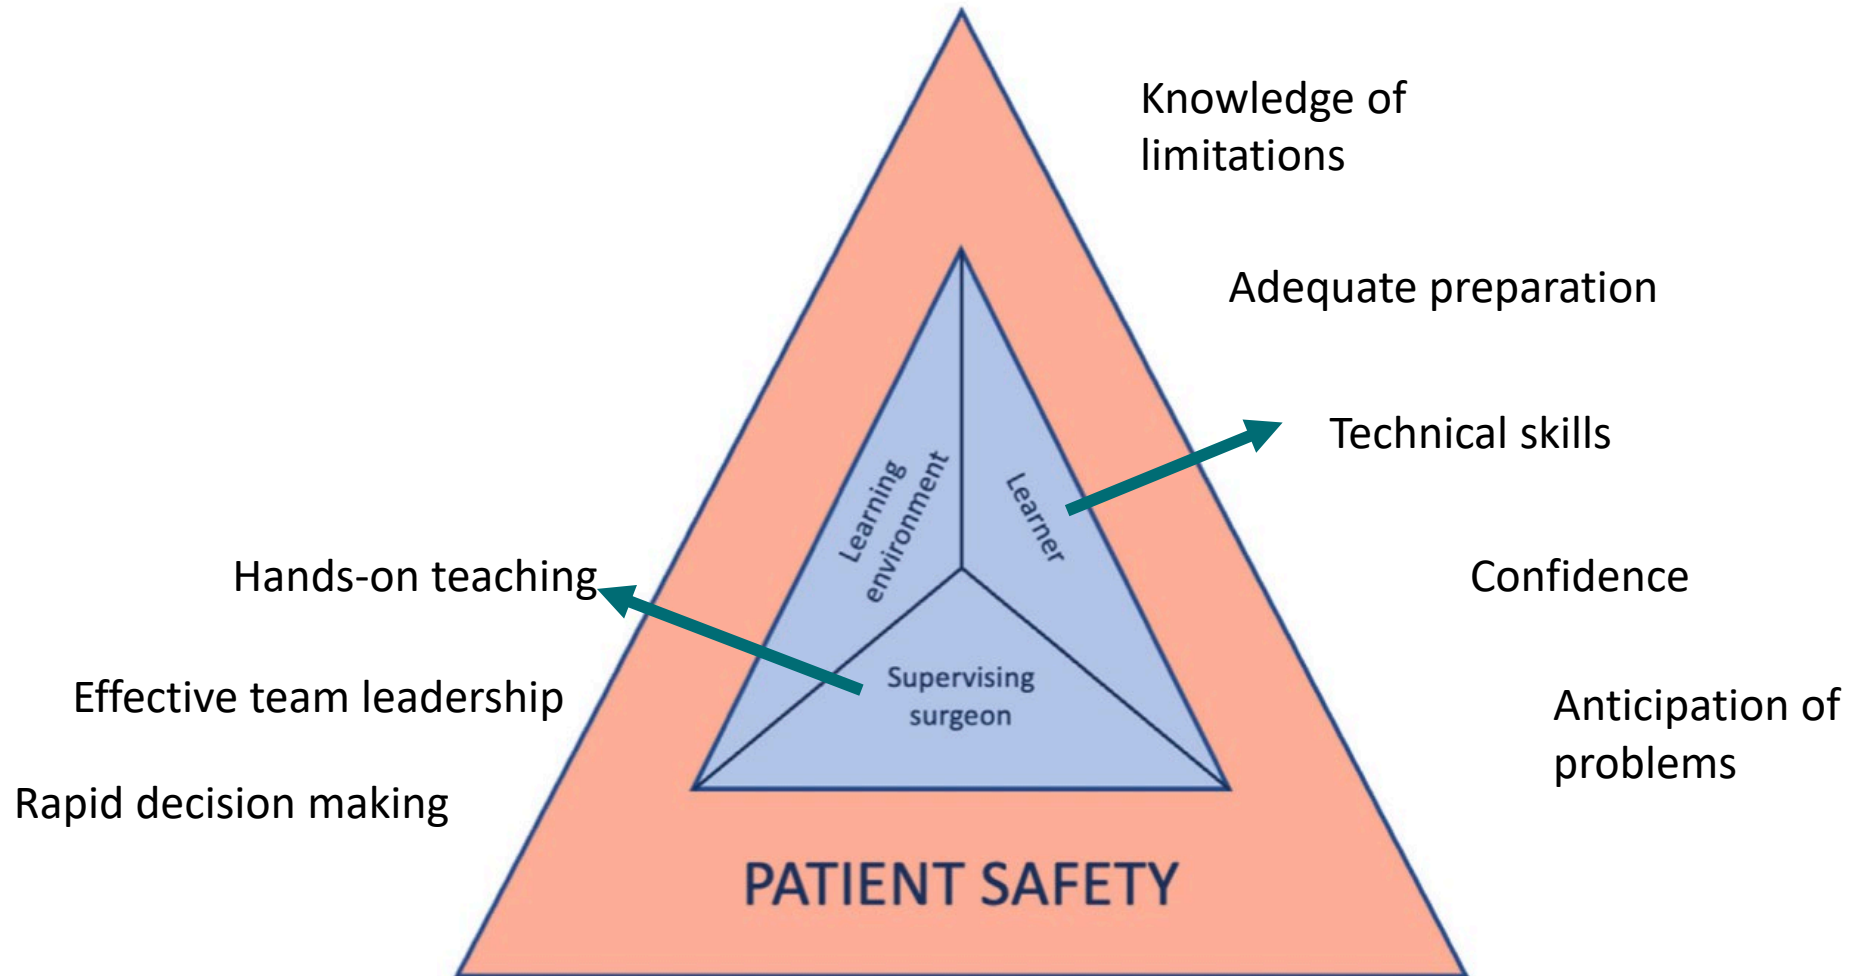 Knowledge of
limitations
Adequate preparation
Technical skills
Learning
environment
Learner
Hands-on teaching
Confidence
Supervising
surgeon
Effective team leadership
Anticipation of
problems
Rapid decision making
PATIENT SAFETY